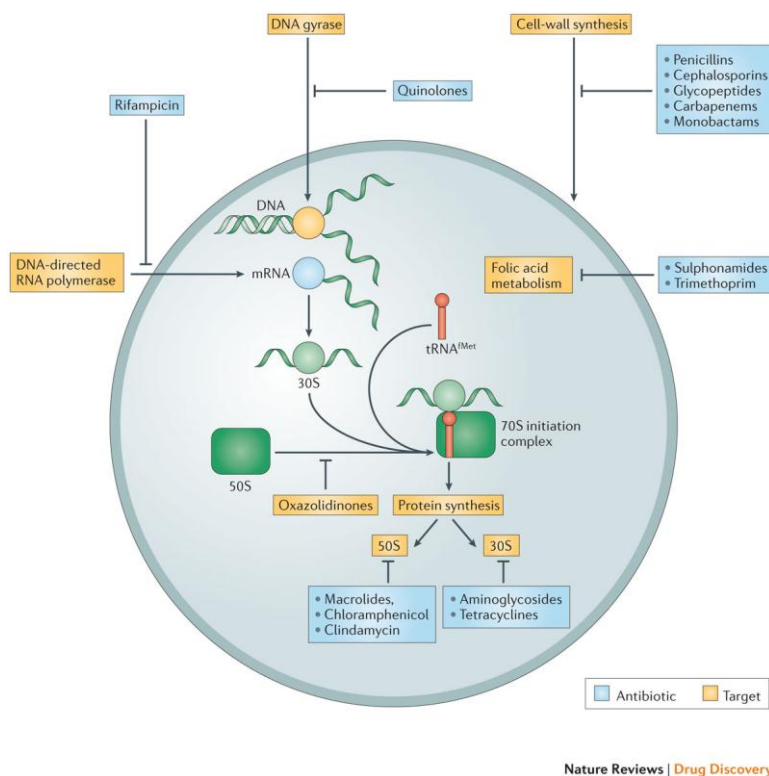 DNA gyrase
Cell-wall synthesis
• Penicillins
• Cephalosporins
• Glycopeptides
• Carbapenems
• Monobactams
Quinolones
Rifampicin
DNA
DNA-directed
RNA polymerase
mRNA
Folic acid
metabolism
• Sulphonamides
• Trimethoprim
tRNAfMet
30S
70S initiation
complex
50S
Oxazolidinones
Protein synthesis
50S
30S
• Macrolides,
• Chloramphenicol
• Clindamycin
• Aminoglycosides
• Tetracyclines
Antibiotic
Target
Nature Reviews | Drug Discovery